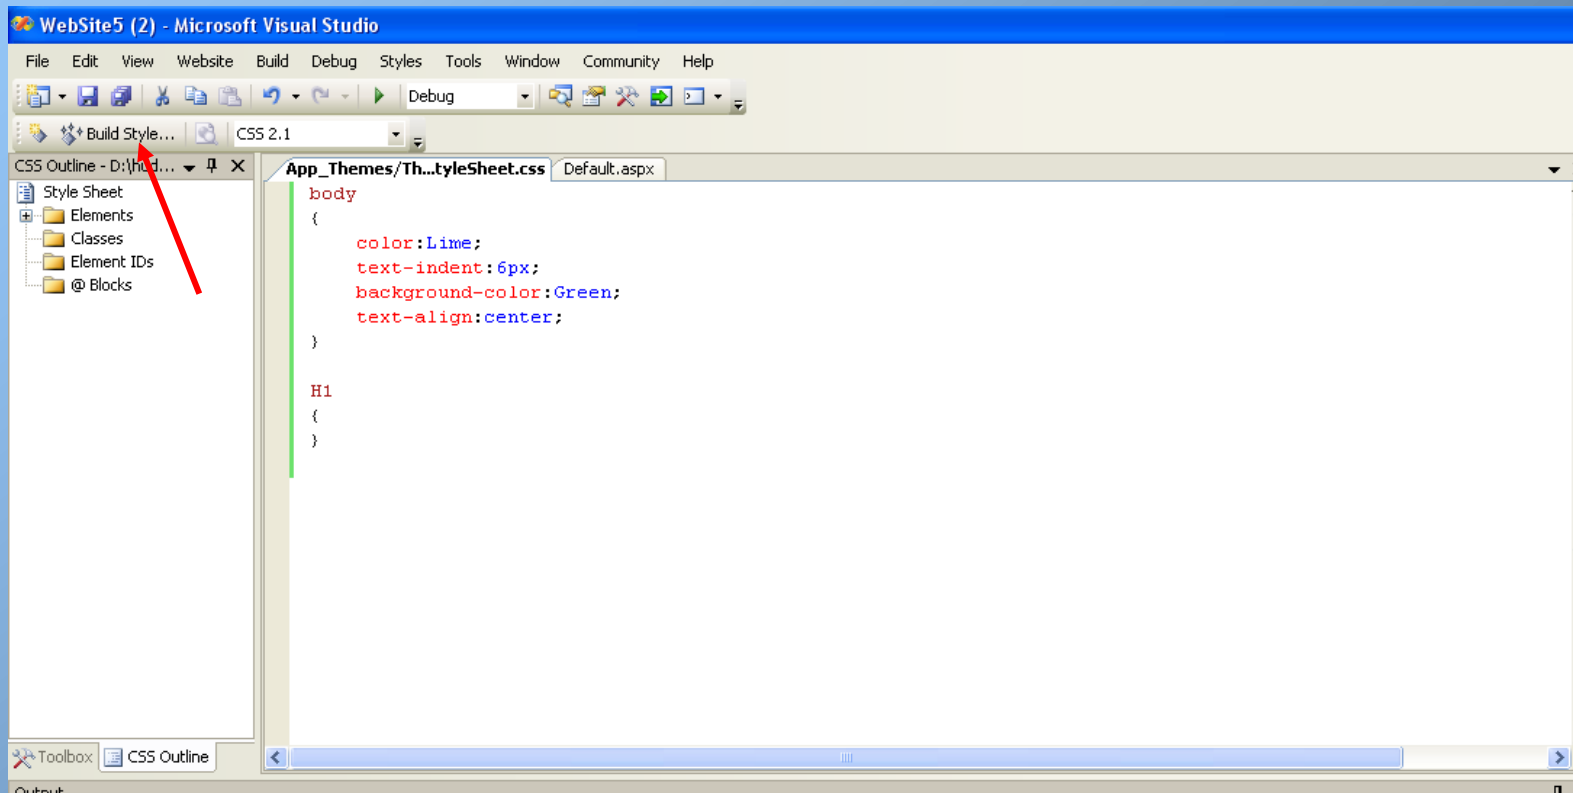 WebSite5 (2) - Microsoft Visual Studio
File Edit View Website Build Debug Styles Tools Window Community Help
Debug
Build Style... CSS 2.1
CSS Outline - D:\hud...
App_Themes/Th...tyleSheet.css Default.aspx
Style Sheet
Elements
Classes
Element IDs
@ Blocks
body
{
color:Lime;
text-indent:6px;
background-color:Green;
text-align:center;
}
H1
{
}
Toolbox CSS Outline
Output